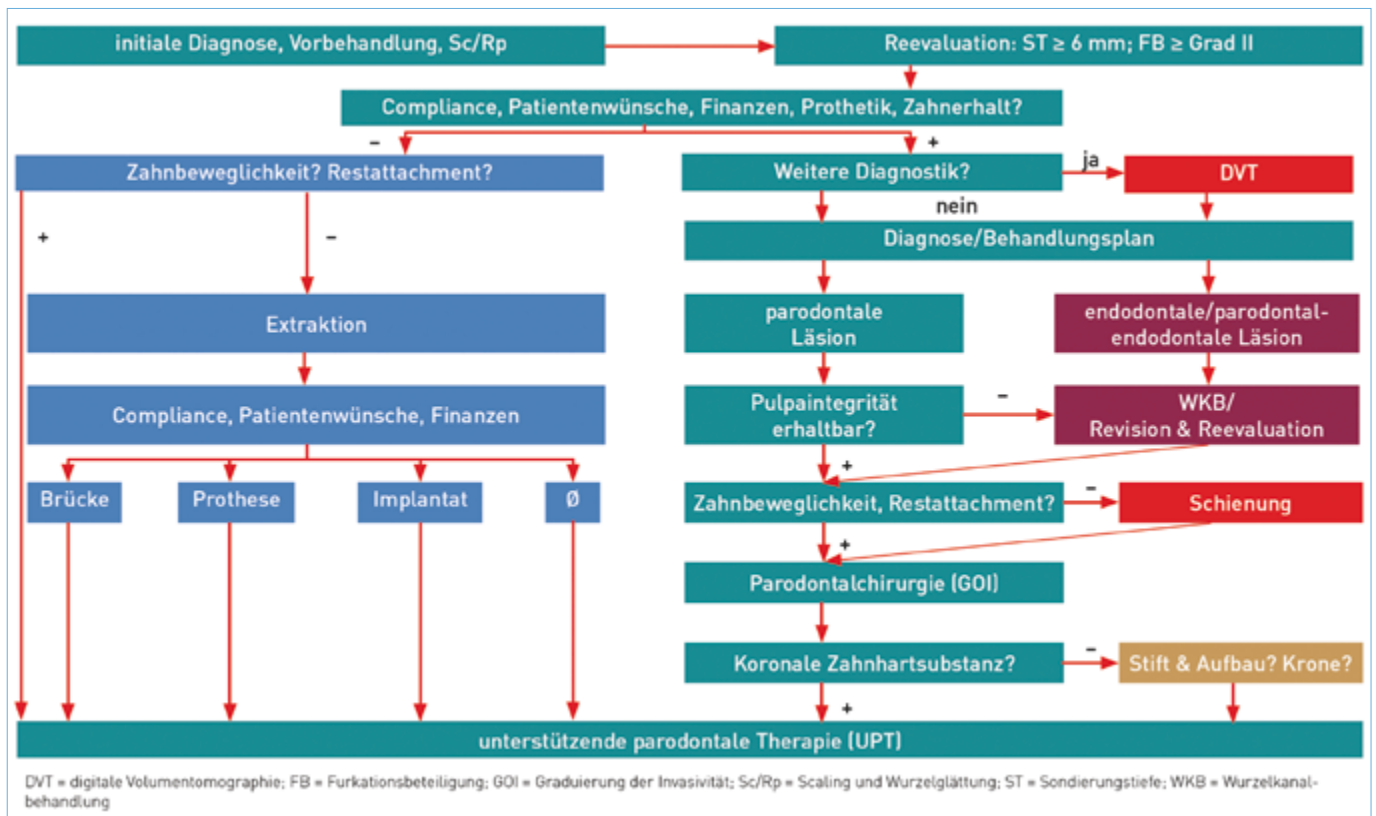 initiale Diagnose, Vorbehandlung, Sc/Rp
Reevaluation: ST ≥ 6 mm; FB ≥ Grad II
Compliance, Patientenwünsche, Finanzen, Prothetik, Zahnerhalt?
–
+
Zahnbeweglichkeit? Restattachment?
Weitere Diagnostik?
ja
DVT
nein
+
–
Diagnose/Behandlungsplan
Extraktion
parodontale
Läsion
endodontale/parodontal-
endodontale Läsion
Compliance, Patientenwünsche, Finanzen
Pulpaintegrität
erhaltbar?
–
WKB/
Revision & Reevaluation
+
Brücke
Prothese
Implantat
Ø
Zahnbeweglichkeit, Restattachment?
–
Schienung
+
Parodontalchirurgie (GOI)
Koronale Zahnhartsubstanz?
–
Stift & Aufbau? Krone?
+
unterstützende parodontale Therapie (UPT)
DVT = digitale Volumentomographie; FB = Furkationsbeteiligung; GOI = Graduierung der Invasivität; Sc/Rp = Scaling und Wurzelglättung; ST = Sondierungstiefe; WKB = Wurzelkanal-
behandlung